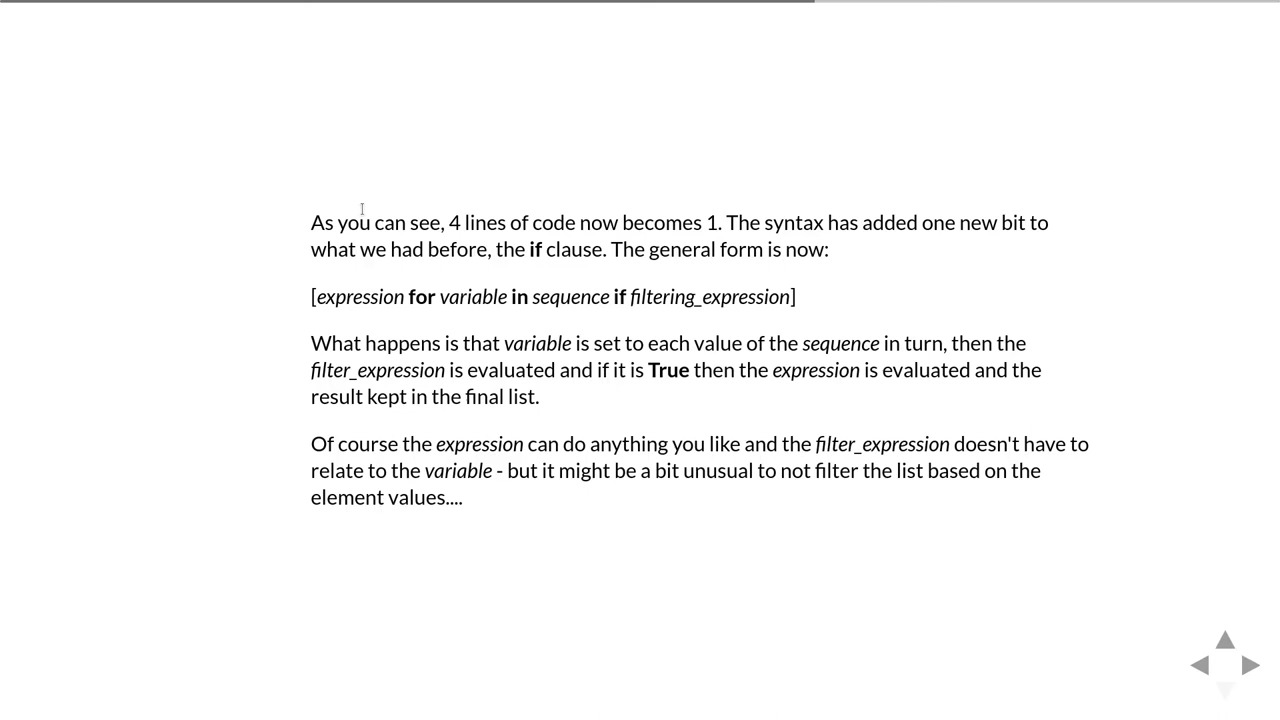 As you can see, 4 lines of code now becomes 1. The syntax has added one new bit to
what we had before, the if clause. The general form is now:
[expression for variable in sequence if filtering_expression]
What happens is that variable is set to each value of the sequence in turn, then the
filter_expression is evaluated and if it is True then the expression is evaluated and the
result kept in the final list.
Of course the expression can do anything you like and the filter_expression doesn't have to
relate to the variable - but it might be a bit unusual to not filter the list based on the
element values....